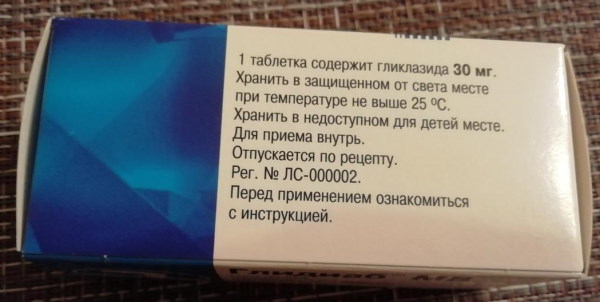 1 таблетка содержит гликлазида 30 мг.
Хранить в защищенном от света месте
при температуре не выше 25 ºС.
Хранить в недоступном для детей месте.
Для приема внутрь.
Отпускается по рецепту.
Рег. № ЛС-000002.
Перед применением ознакомиться
с инструкцией.